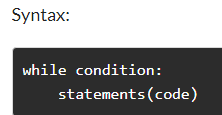 Syntax:
while condition:
    statements(code)